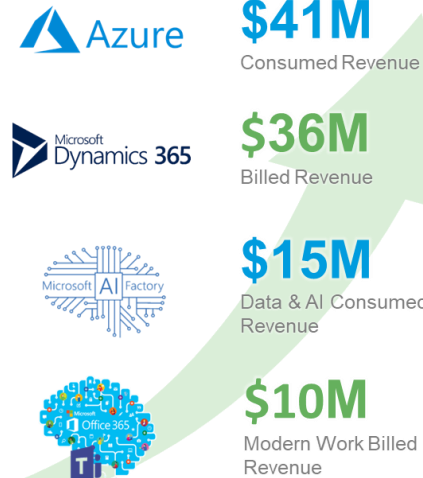 Azure
$41M
Consumed Revenue
Microsoft
Dynamics 365
$36M
Billed Revenue
Microsoft AI Factory
$15M
Data & AI Consumed
Revenue
Microsoft
Office 365
T
$10M
Modern Work Billed
Revenue